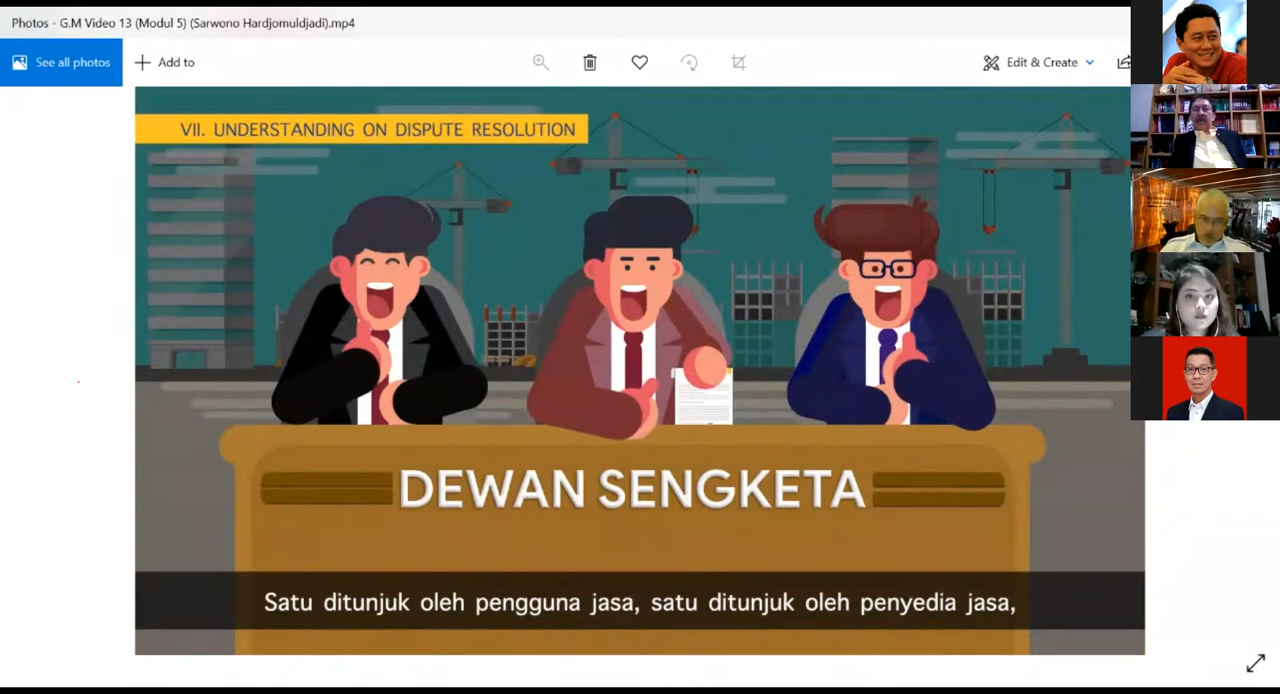 Photos - G.M Video 13 (Modul 5) (Sarwono Hardjomuldjadi).mp4
See all photos
Add to
Edit & Create
VII. UNDERSTANDING ON DISPUTE RESOLUTION
DEWAN SENGKETA
Satu ditunjuk oleh pengguna jasa, satu ditunjuk oleh penyedia jasa,